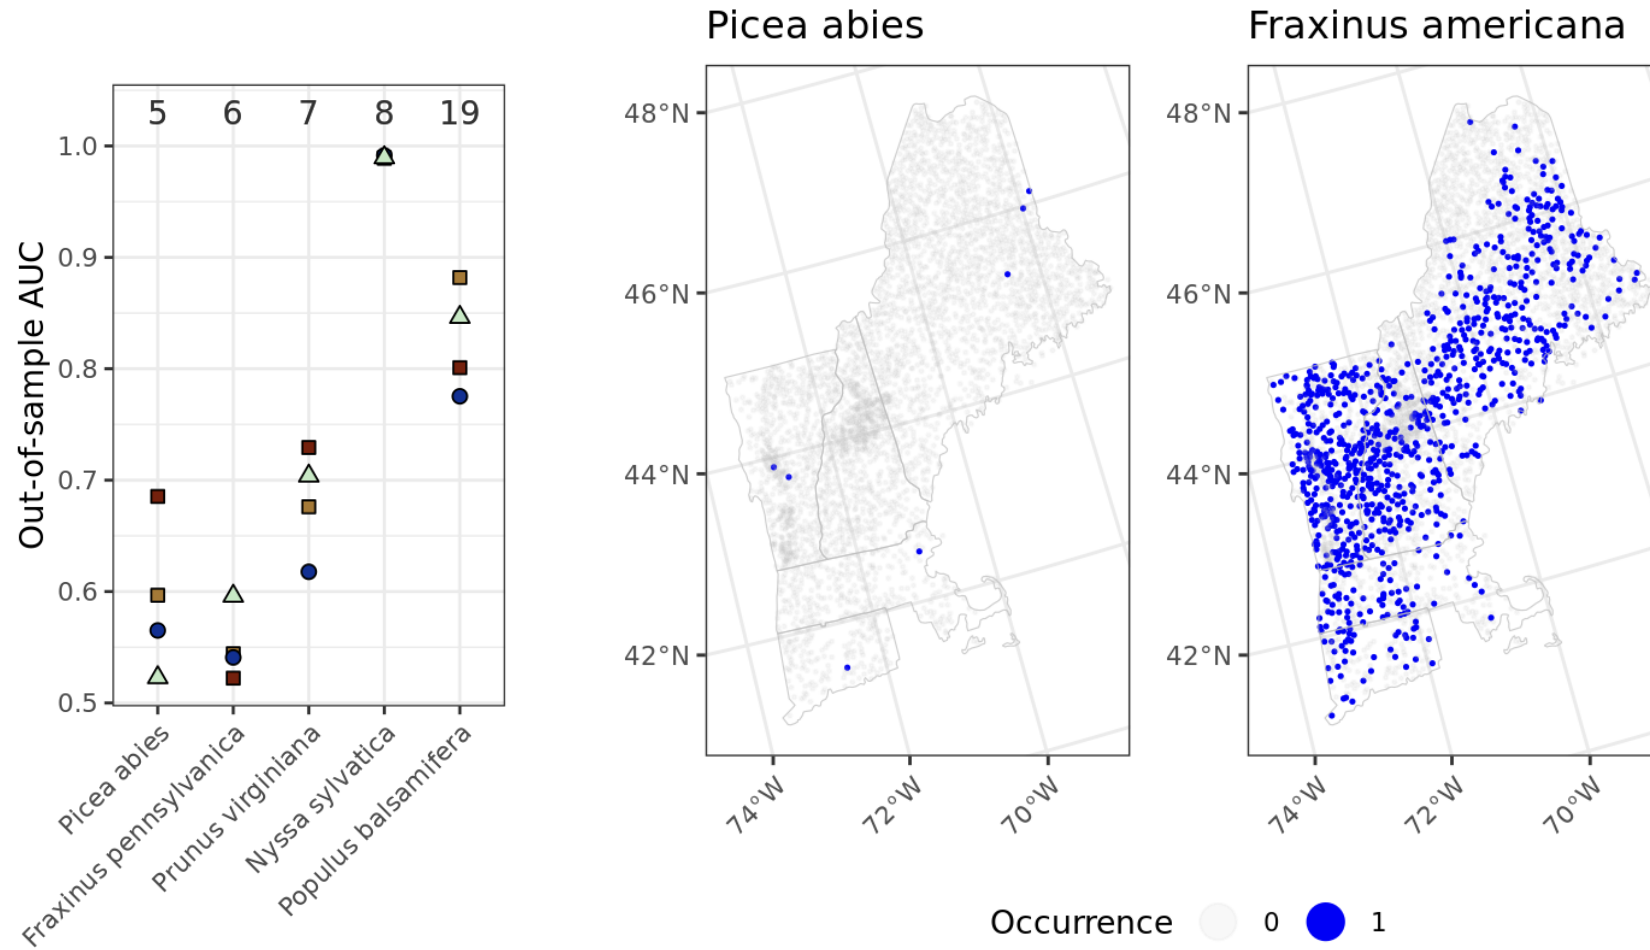 Picea abies
Fraxinus americana
5 6 7 8 19
1.0
0.9
0.8
0.7
0.6
0.5
Out-of-sample AUC
Picea abies
Fraxinus pennsylvanica
Prunus virginiana
Nyssa sylvatica
Populus balsamifera
48°N
46°N
44°N
42°N
74°W
72°W
70°W
48°N
46°N
44°N
42°N
74°W
72°W
70°W
Occurrence 0 1